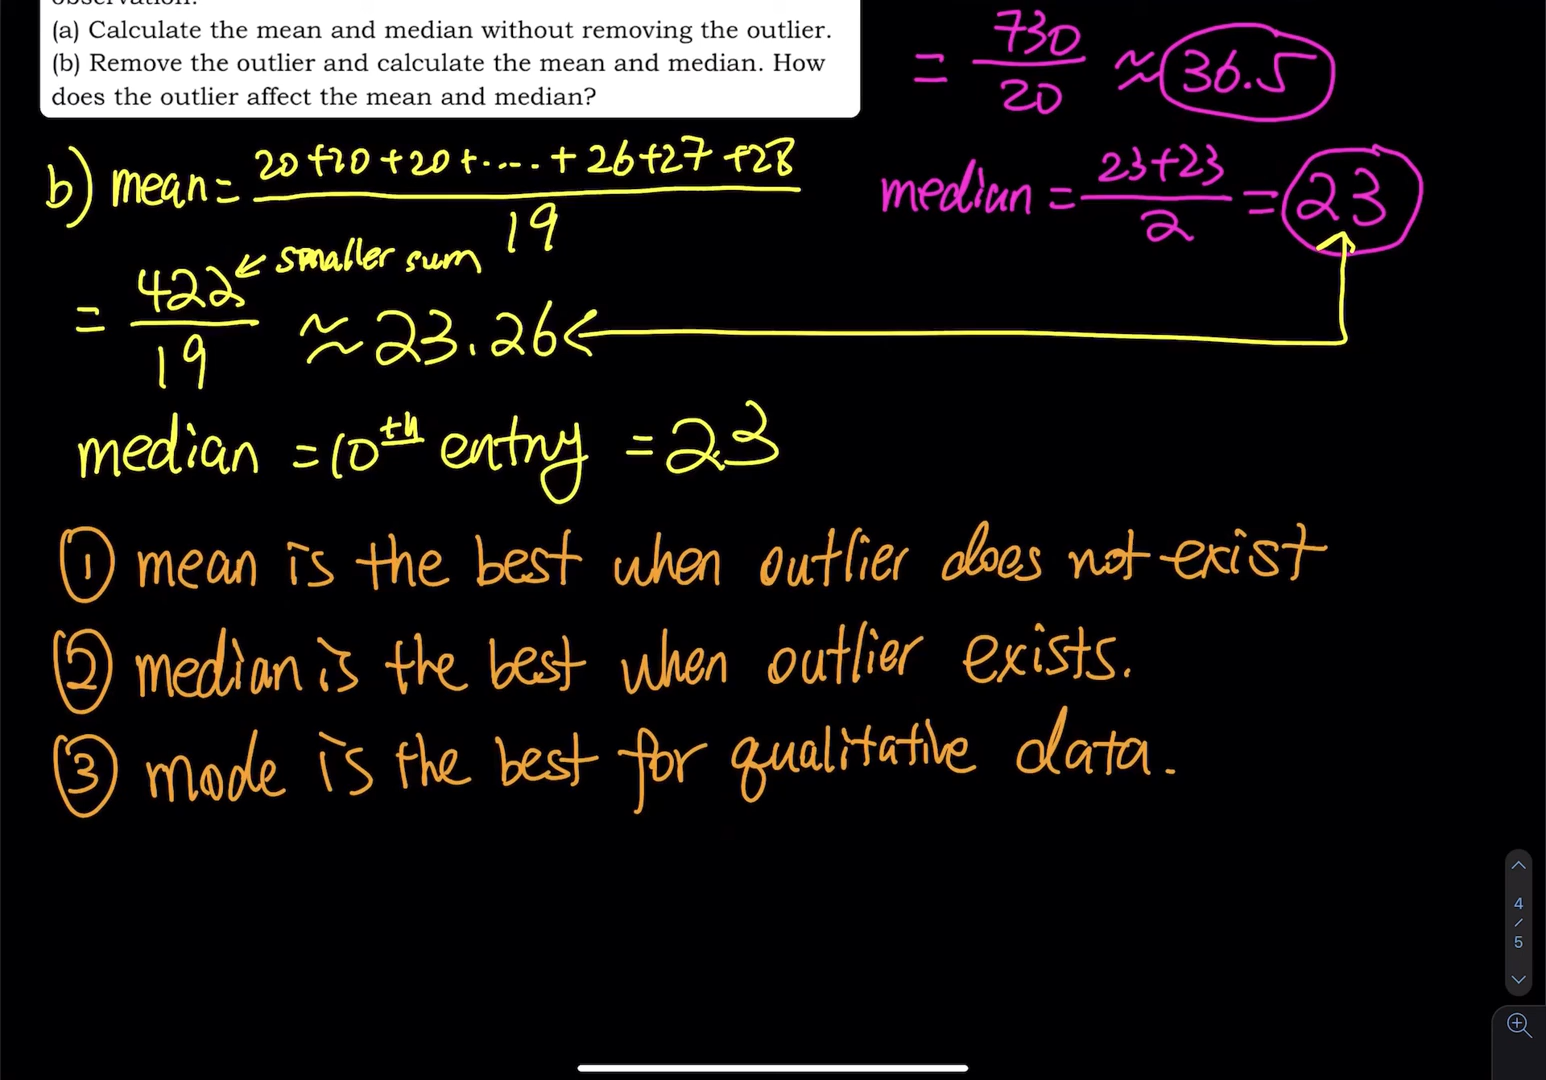 observation.
(a) Calculate the mean and median without removing the outlier.
(b) Remove the outlier and calculate the mean and median. How
does the outlier affect the mean and median?
= 730/20 ≈ 36.5
median = 23+23/2 = 23
b) mean = 20+20+20+....+26+27+28/19
= 422/19 ← smaller sum
≈ 23.26 ←
median = 10th entry = 23
① mean is the best when outlier does not exist
② median is the best when outlier exists.
③ mode is the best for qualitative data.
4
/
5